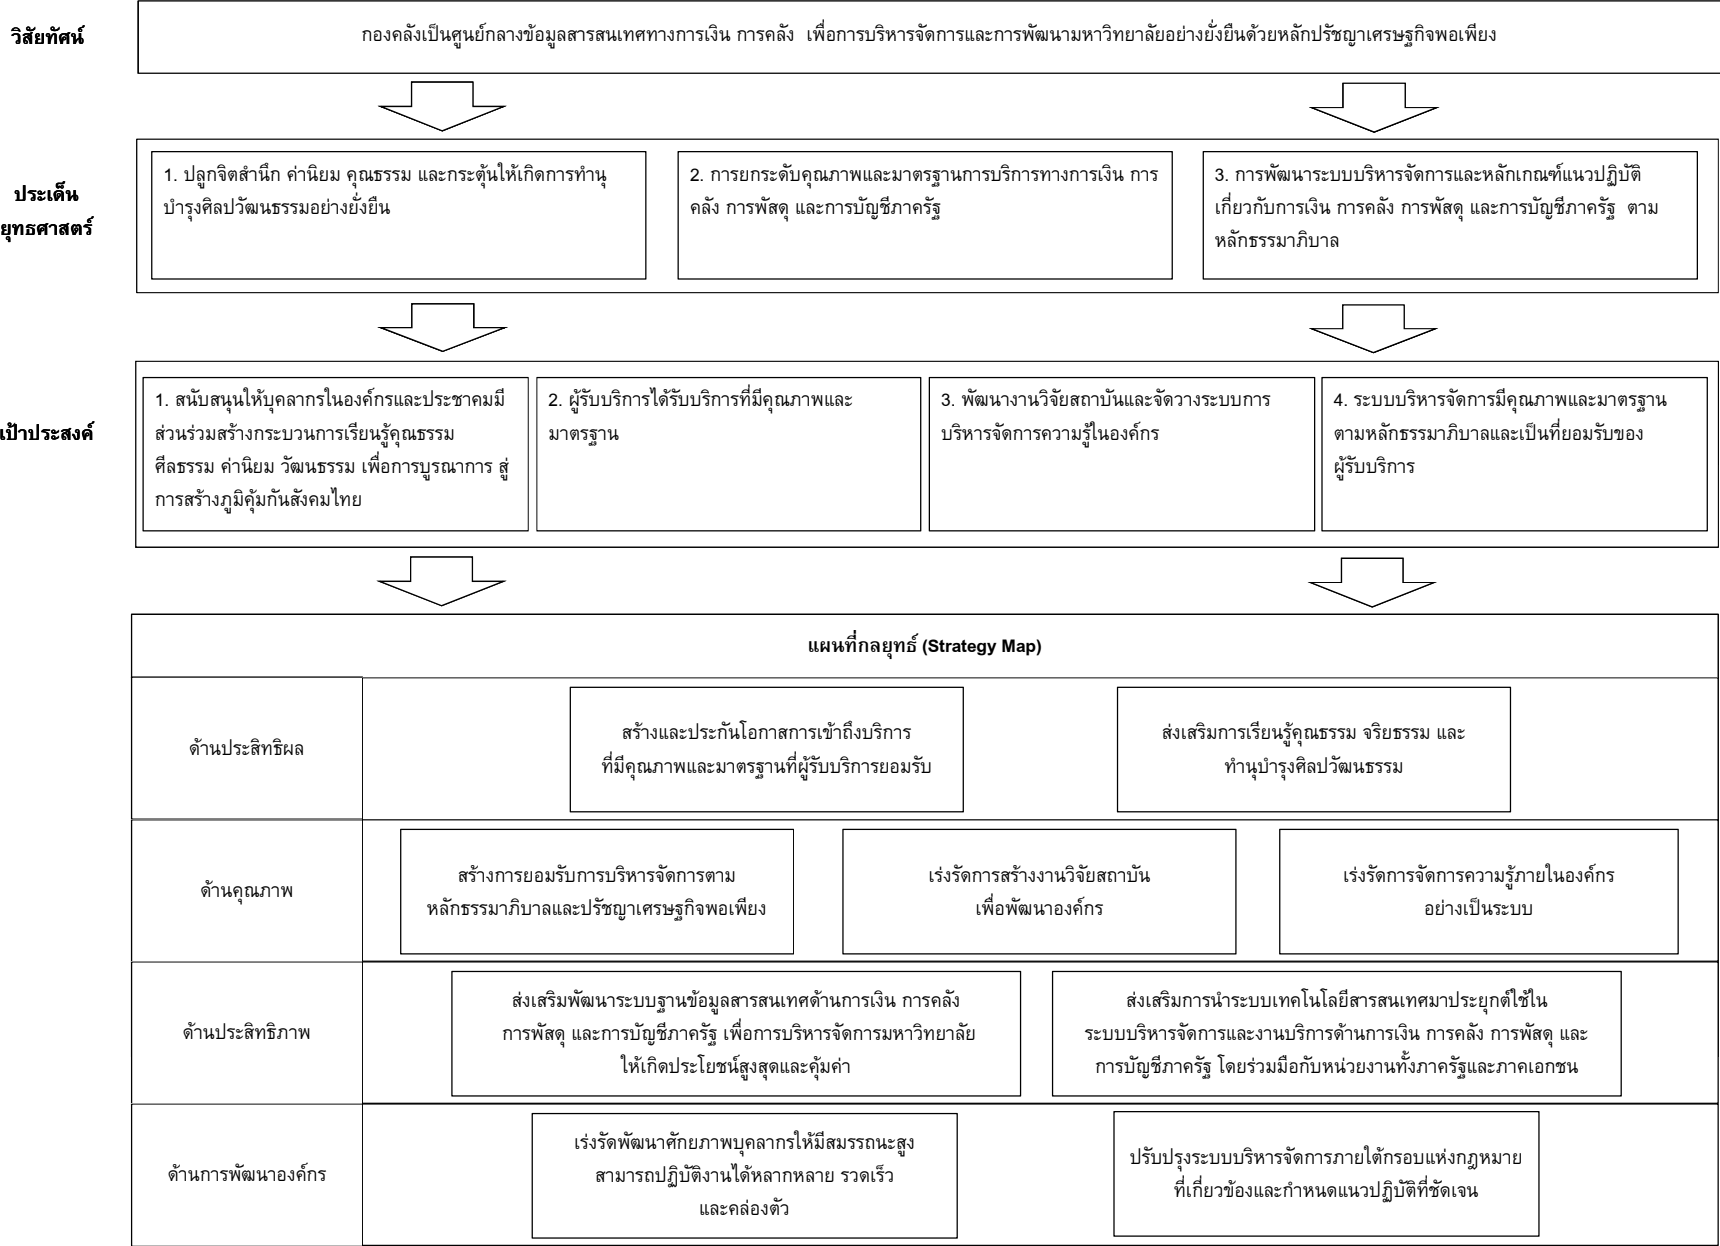 วิสัยทัศน์
กองคลังเป็นศูนย์กลางข้อมูลสารสนเทศทางการเงิน การคลัง เพื่อการบริหารจัดการและการพัฒนามหาวิทยาลัยอย่างยั่งยืนด้วยหลักปรัชญาเศรษฐกิจพอเพียง
ประเด็น
ยุทธศาสตร์
1. ปลูกจิตสำนึก ค่านิยม คุณธรรม และกระตุ้นให้เกิดการทำนุ
บำรุงศิลปวัฒนธรรมอย่างยั่งยืน
2. การยกระดับคุณภาพและมาตรฐานการบริการทางการเงิน การ
คลัง การพัสดุ และการบัญชีภาครัฐ
3. การพัฒนาระบบบริหารจัดการและหลักเกณฑ์แนวปฏิบัติ
เกี่ยวกับการเงิน การคลัง การพัสดุ และการบัญชีภาครัฐ ตาม
หลักธรรมาภิบาล
เป้าประสงค์
1. สนับสนุนให้บุคลากรในองค์กรและประชาคมมี
ส่วนร่วมสร้างกระบวนการเรียนรู้คุณธรรม
ศีลธรรม ค่านิยม วัฒนธรรม เพื่อการบูรณาการ สู่
การสร้างภูมิคุ้มกันสังคมไทย
2. ผู้รับบริการได้รับบริการที่มีคุณภาพและ
มาตรฐาน
3. พัฒนางานวิจัยสถาบันและจัดวางระบบการ
บริหารจัดการความรู้ในองค์กร
4. ระบบบริหารจัดการมีคุณภาพและมาตรฐาน
ตามหลักธรรมาภิบาลและเป็นที่ยอมรับของ
ผู้รับบริการ
แผนที่กลยุทธ์ (Strategy Map)
ด้านประสิทธิผล
สร้างและประกันโอกาสการเข้าถึงบริการ
ที่มีคุณภาพและมาตรฐานที่ผู้รับบริการยอมรับ
ส่งเสริมการเรียนรู้คุณธรรม จริยธรรม และ
ทำนุบำรุงศิลปวัฒนธรรม
ด้านคุณภาพ
สร้างการยอมรับการบริหารจัดการตาม
หลักธรรมาภิบาลและปรัชญาเศรษฐกิจพอเพียง
เร่งรัดการสร้างงานวิจัยสถาบัน
เพื่อพัฒนาองค์กร
เร่งรัดการจัดการความรู้ภายในองค์กร
อย่างเป็นระบบ
ด้านประสิทธิภาพ
ส่งเสริมพัฒนาระบบฐานข้อมูลสารสนเทศด้านการเงิน การคลัง
การพัสดุ และการบัญชีภาครัฐ เพื่อการบริหารจัดการมหาวิทยาลัย
ให้เกิดประโยชน์สูงสุดและคุ้มค่า
ส่งเสริมการนำระบบเทคโนโลยีสารสนเทศมาประยุกต์ใช้ใน
ระบบบริหารจัดการและงานบริการด้านการเงิน การคลัง การพัสดุ และ
การบัญชีภาครัฐ โดยร่วมมือกับหน่วยงานทั้งภาครัฐและภาคเอกชน
ด้านการพัฒนาองค์กร
เร่งรัดพัฒนาศักยภาพบุคลากรให้มีสมรรถนะสูง
สามารถปฏิบัติงานได้หลากหลาย รวดเร็ว
และคล่องตัว
ปรับปรุงระบบบริหารจัดการภายใต้กรอบแห่งกฎหมาย
ที่เกี่ยวข้องและกำหนดแนวปฏิบัติที่ชัดเจน